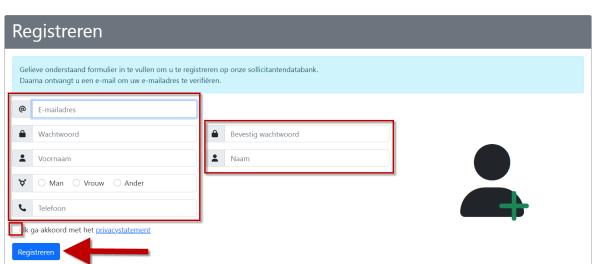 Registreren
Gelieve onderstaand formulier in te vullen om u te registreren op onze sollicitantendatabank.
Daarna ontvangt u een e-mail om uw e-mailadres te verifiëren.
@ E-mailadres
Wachtwoord Bevestig wachtwoord
Voornaam Naam
Man Vrouw Ander
Telefoon
Ik ga akkoord met het privacystatement
Registreren